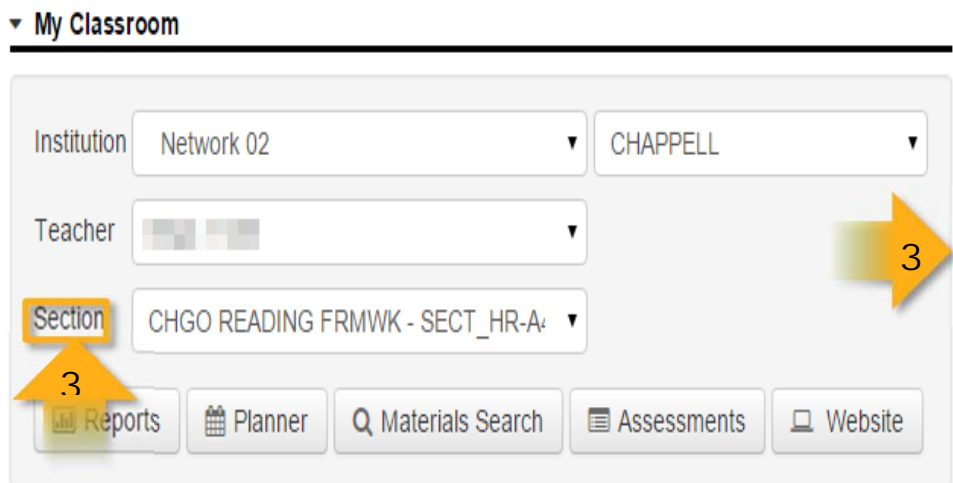 My Classroom
Institution Network 02 CHAPPELL
Teacher
3
Section CHGO READING FRMWK - SECT_HR-A4
3
Reports Planner Materials Search Assessments Website